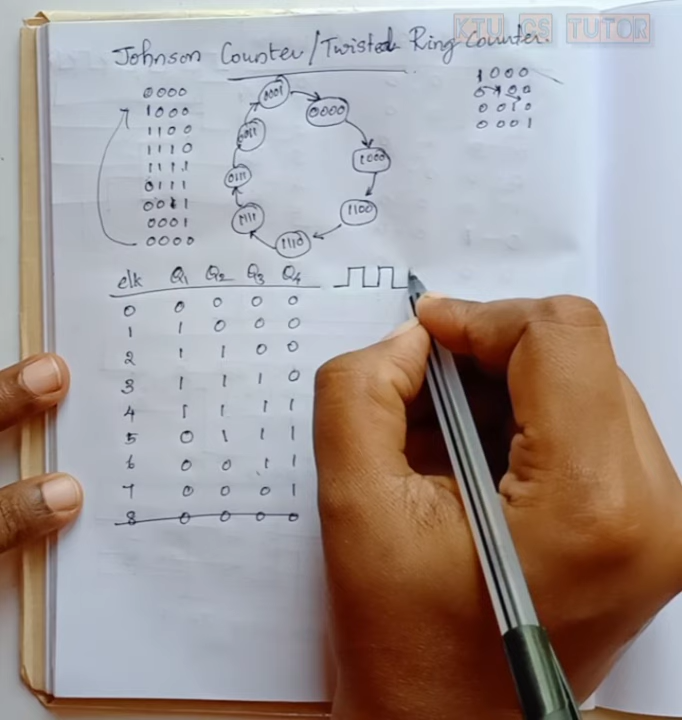 KTU CS TUTOR
Johnson Counter/Twisted Ring Counter.
0000
1000
1100
1110
1111
0111
0011
0001
0000
0001
0000
1000
1100
1110
1111
0111
0011
1000
0100
0010
0001
clk Q1 Q2 Q3 Q4
0 0 0 0 0
1 1 0 0 0
2 1 1 0 0
3 1 1 1 0
4 1 1 1 1
5 0 1 1 1
6 0 0 1 1
7 0 0 0 1
8 0 0 0 0